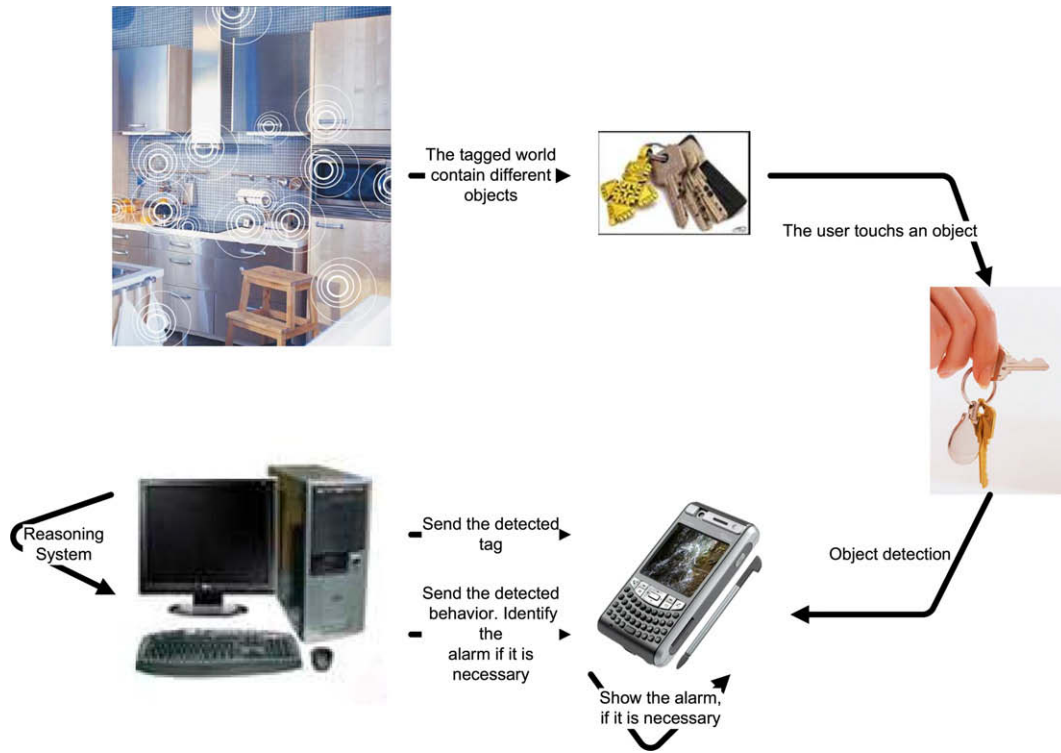 The tagged world
contain different
objects
The user touchs an object
Object detection
Send the detected
tag
Reasoning
System
Send the detected
behavior. Identify
the
alarm if it is
necessary
Show the alarm,
if it is necessary